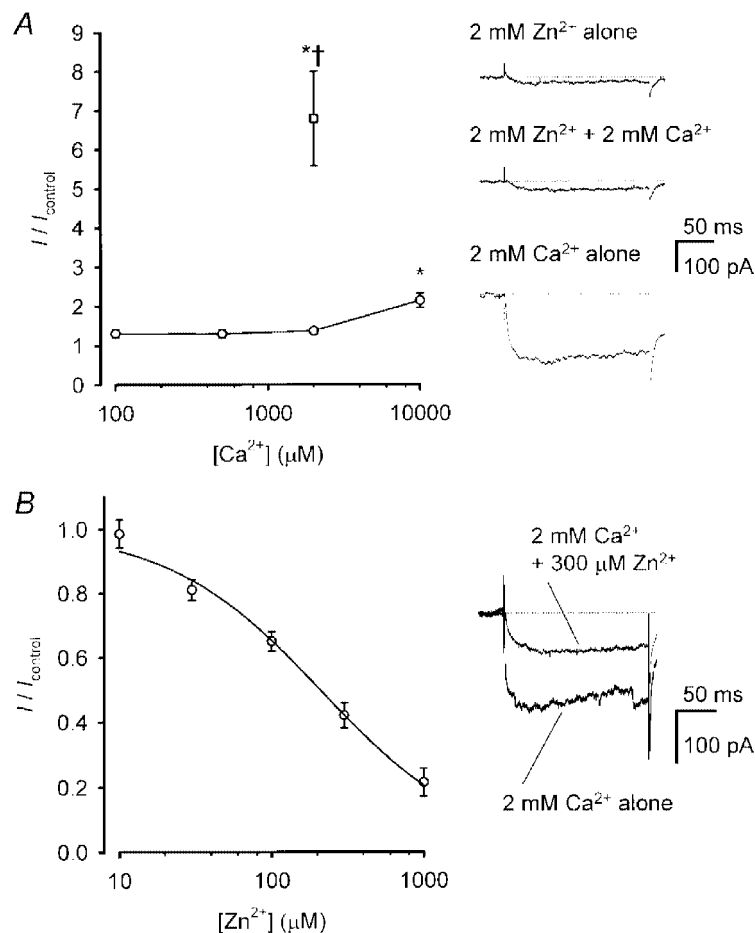 A
9
8
7
6
5
4
3
2
1
0
I / Icontrol
*†
*
100
1000
10000
[Ca²⁺] (μM)
2 mM Zn²⁺ alone
2 mM Zn²⁺ + 2 mM Ca²⁺
50 ms
100 pA
2 mM Ca²⁺ alone
B
1.0
0.8
0.6
0.4
0.2
0.0
I / Icontrol
10
100
1000
[Zn²⁺] (μM)
2 mM Ca²⁺
+ 300 μM Zn²⁺
50 ms
100 pA
2 mM Ca²⁺ alone